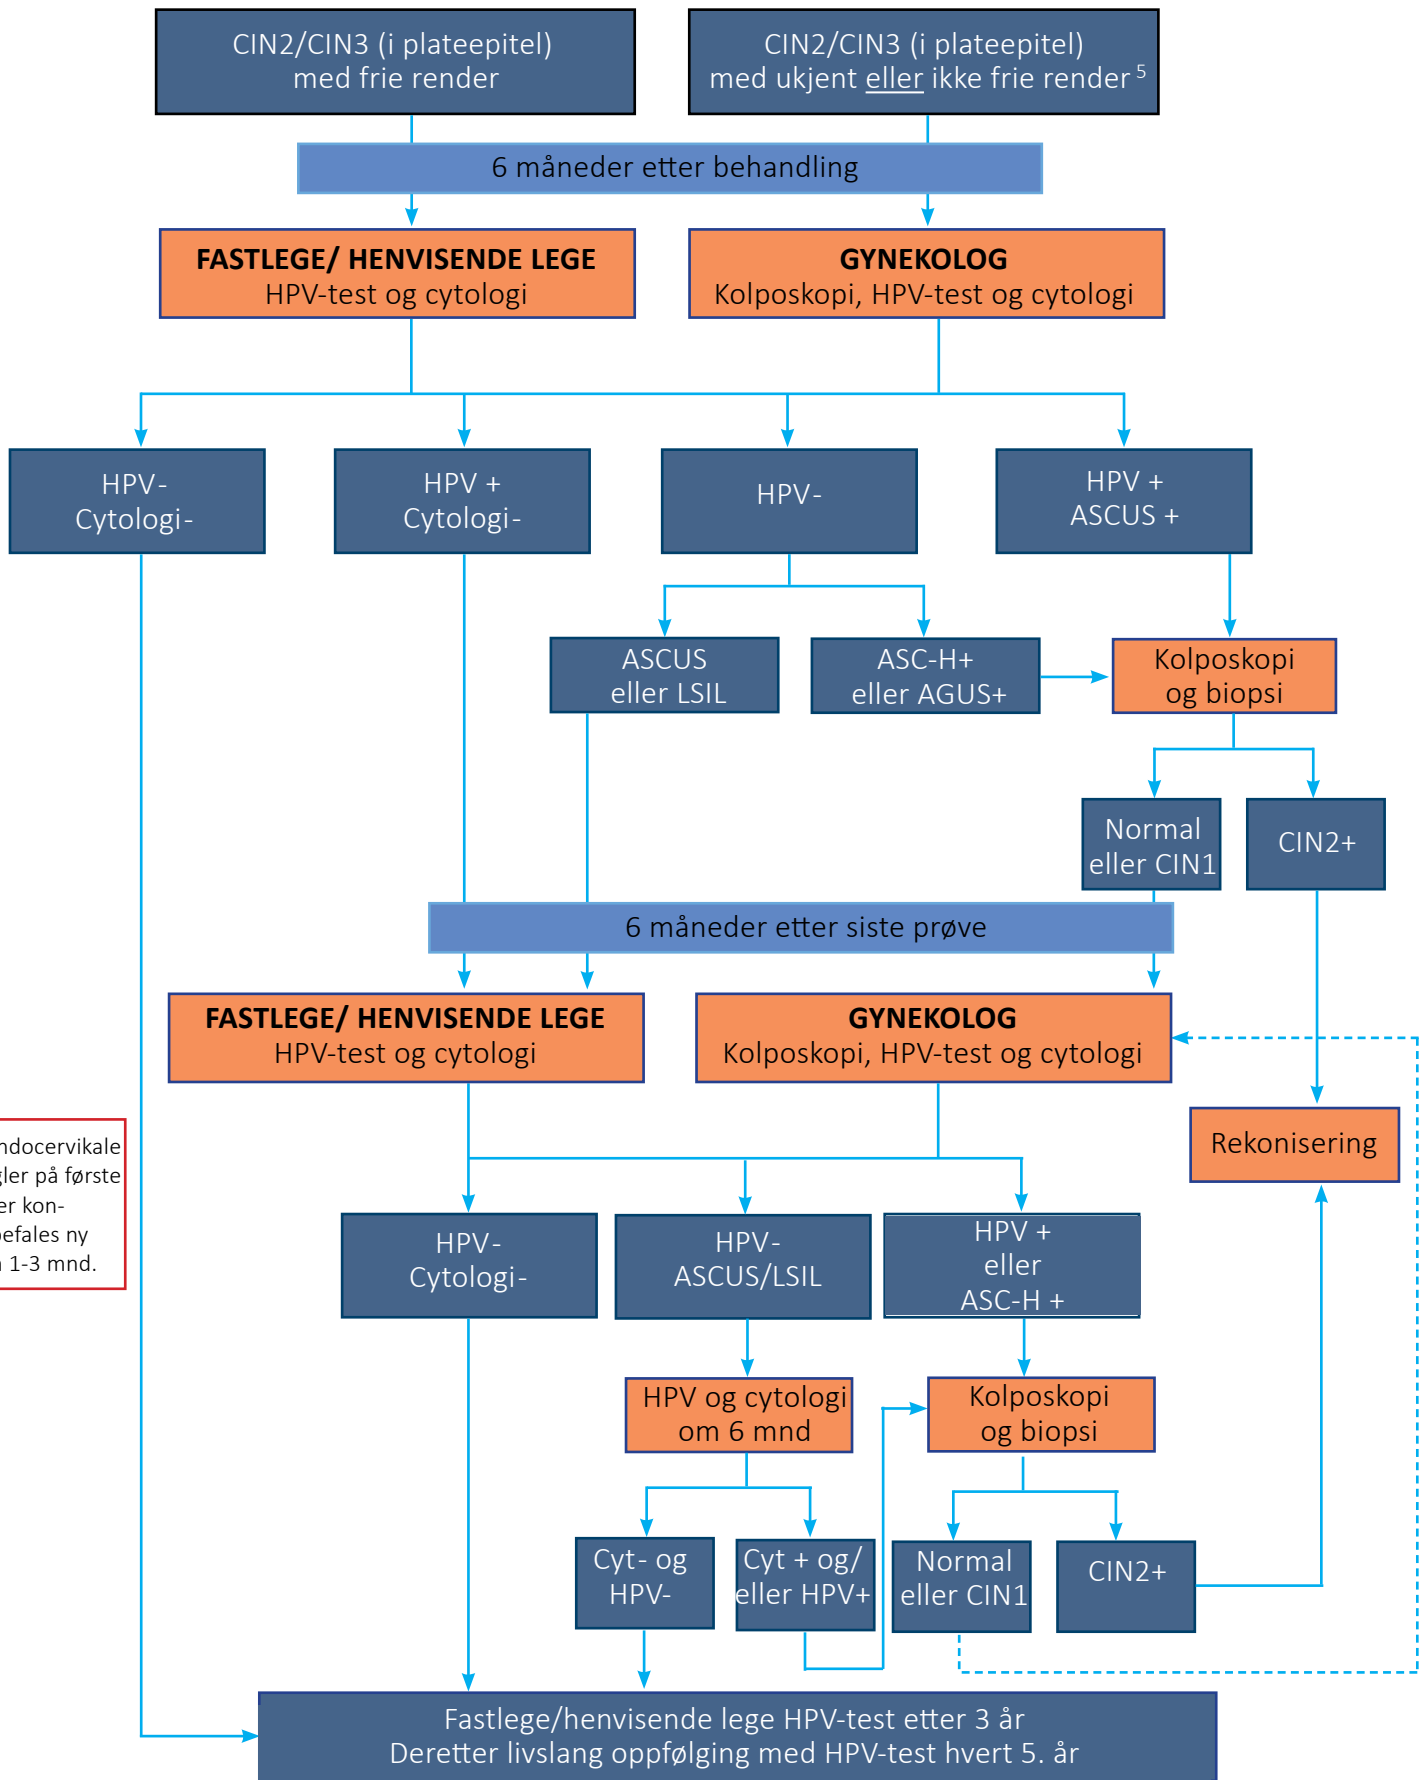 CIN2/CIN3 (i plateepitel)
med frie render
CIN2/CIN3 (i plateepitel)
med ukjent eller ikke frie render 5
6 måneder etter behandling
FASTLEGE/ HENVISENDE LEGE
HPV-test og cytologi
GYNEKOLOG
Kolposkopi, HPV-test og cytologi
HPV-
Cytologi-
HPV +
Cytologi-
HPV-
HPV +
ASCUS +
ASCUS
eller LSIL
ASC-H+
eller AGUS+
Kolposkopi
og biopsi
Normal
eller CIN1
CIN2+
6 måneder etter siste prøve
FASTLEGE/ HENVISENDE LEGE
HPV-test og cytologi
GYNEKOLOG
Kolposkopi, HPV-test og cytologi
Rekonisering
ndocervikale
gler på første
er kon-
befales ny
1-3 mnd.
HPV-
Cytologi-
HPV-
ASCUS/LSIL
HPV +
eller
ASC-H +
HPV og cytologi
om 6 mnd
Kolposkopi
og biopsi
Cyt- og
HPV-
Cyt + og/
eller HPV+
Normal
eller CIN1
CIN2+
Fastlege/henvisende lege HPV-test etter 3 år
Deretter livslang oppfølging med HPV-test hvert 5. år